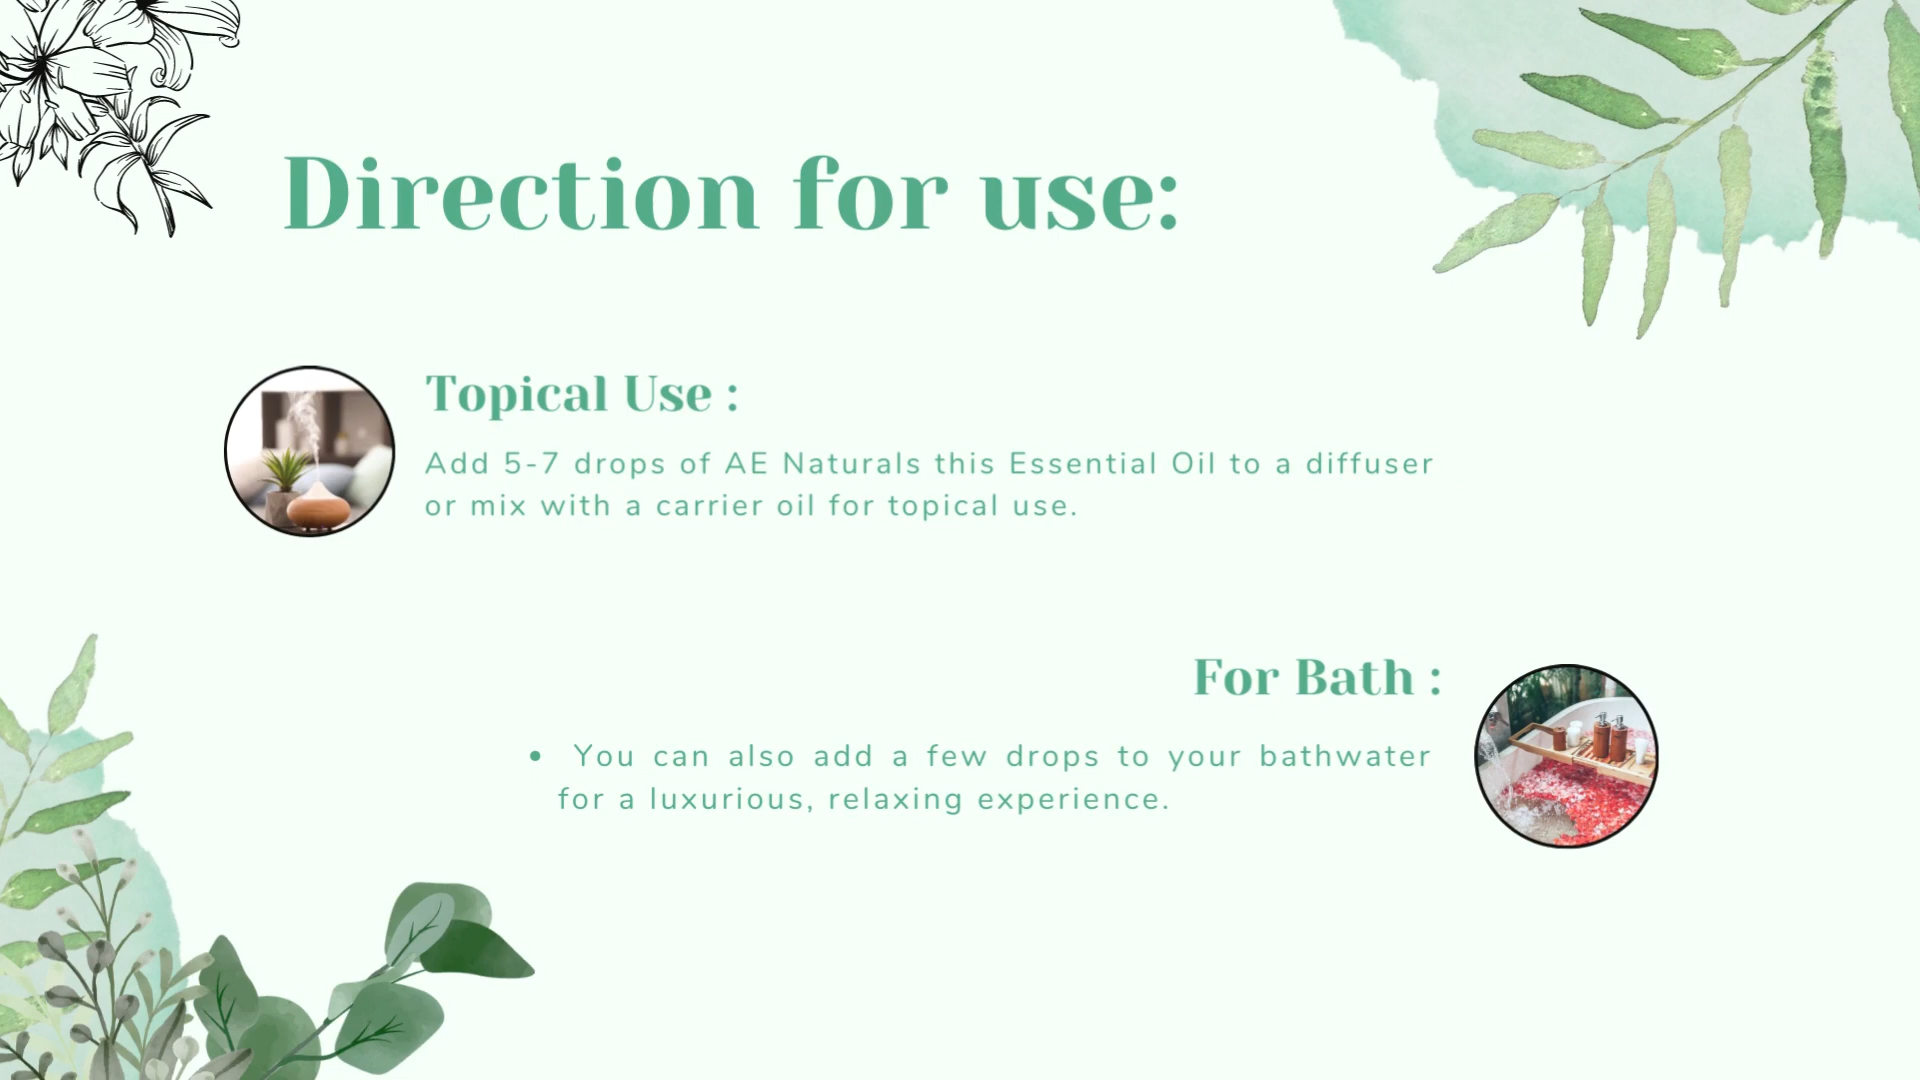 Direction for use:
Topical Use :
Add 5-7 drops of AE Naturals this Essential Oil to a diffuser
or mix with a carrier oil for topical use.
For Bath :
• You can also add a few drops to your bathwater
for a luxurious, relaxing experience.